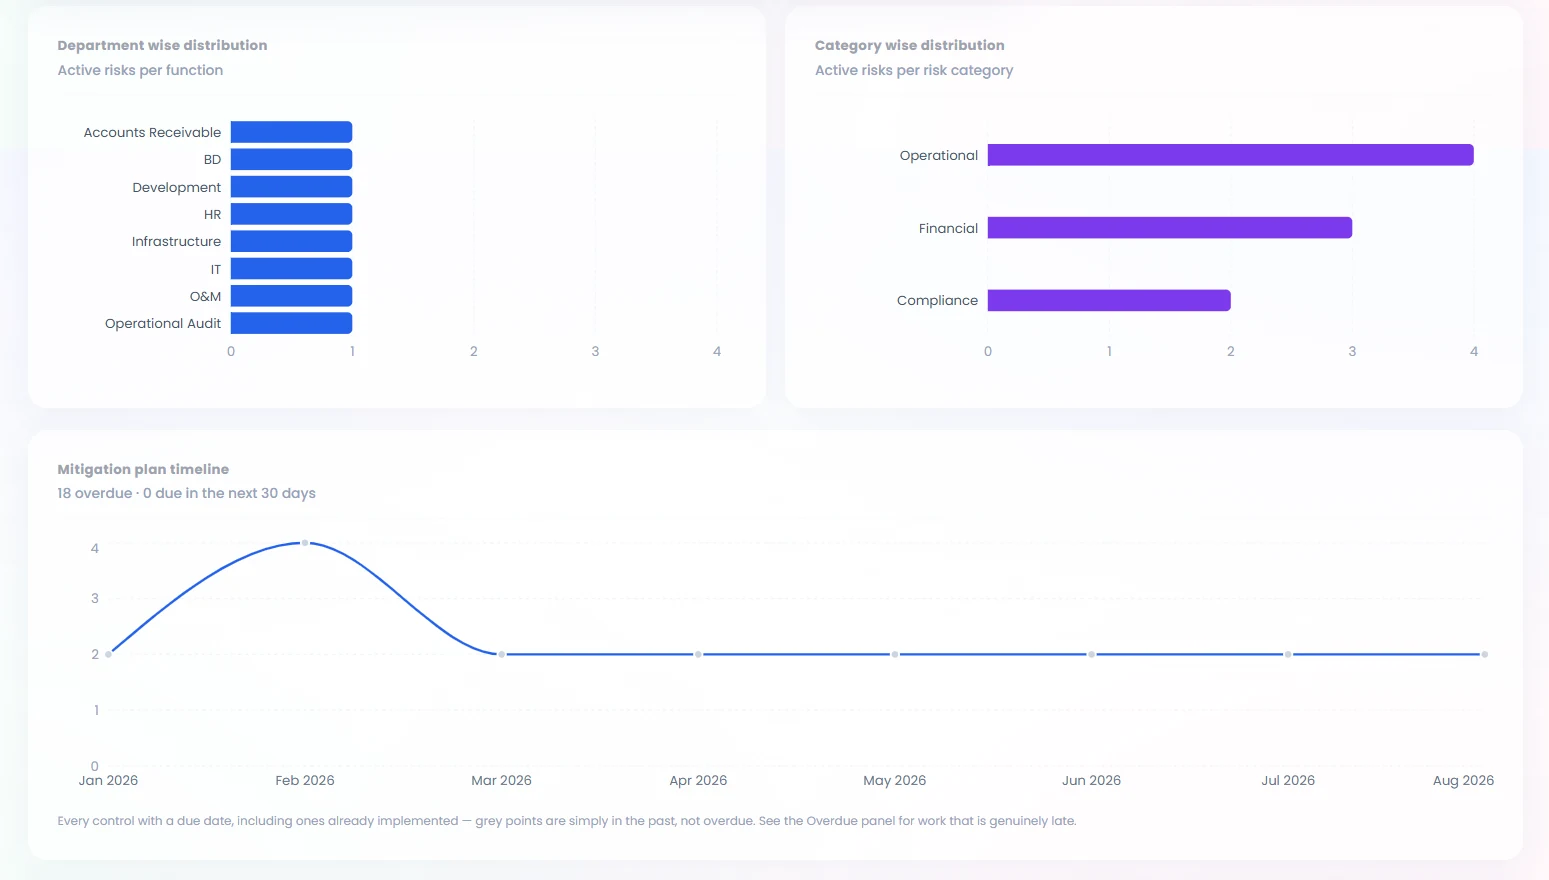 Department wise distribution
Active risks per function
Accounts Receivable
BD
Development
HR
Infrastructure
IT
O&M
Operational Audit
0 1 2 3 4
Category wise distribution
Active risks per risk category
Operational
Financial
Compliance
0 1 2 3 4
Mitigation plan timeline
18 overdue · 0 due in the next 30 days
4
3
2
1
0
Jan 2026 Feb 2026 Mar 2026 Apr 2026 May 2026 Jun 2026 Jul 2026 Aug 2026
Every control with a due date, including ones already implemented — grey points are simply in the past, not overdue. See the Overdue panel for work that is genuinely late.